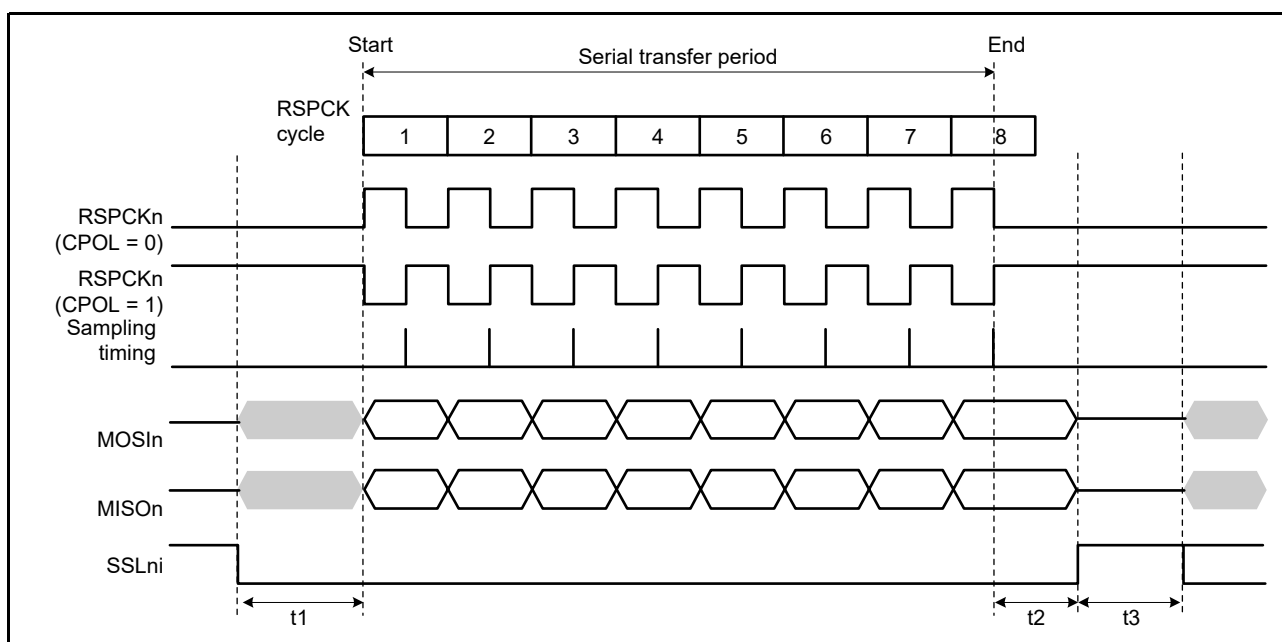 Start
End
Serial transfer period
RSPCK
cycle
1 2 3 4 5 6 7 8
RSPCKn
(CPOL = 0)
RSPCKn
(CPOL = 1)
Sampling
timing
MOSIn
MISOn
SSLni
t1
t2
t3